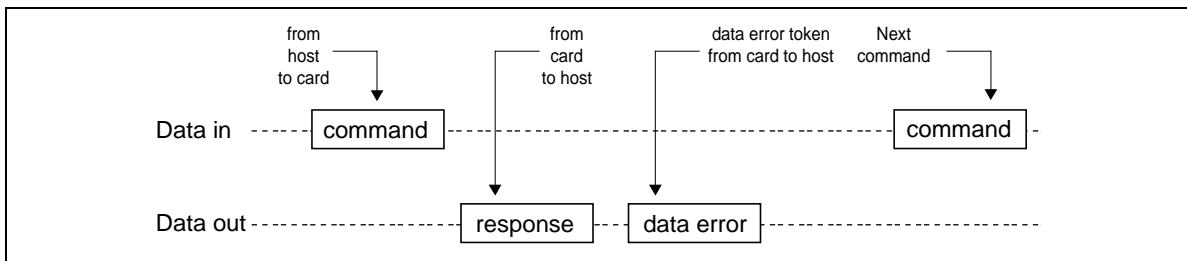 from
host
to card
from
card
to host
data error token
from card to host
Next
command
Data in
command
command
Data out
response
data error